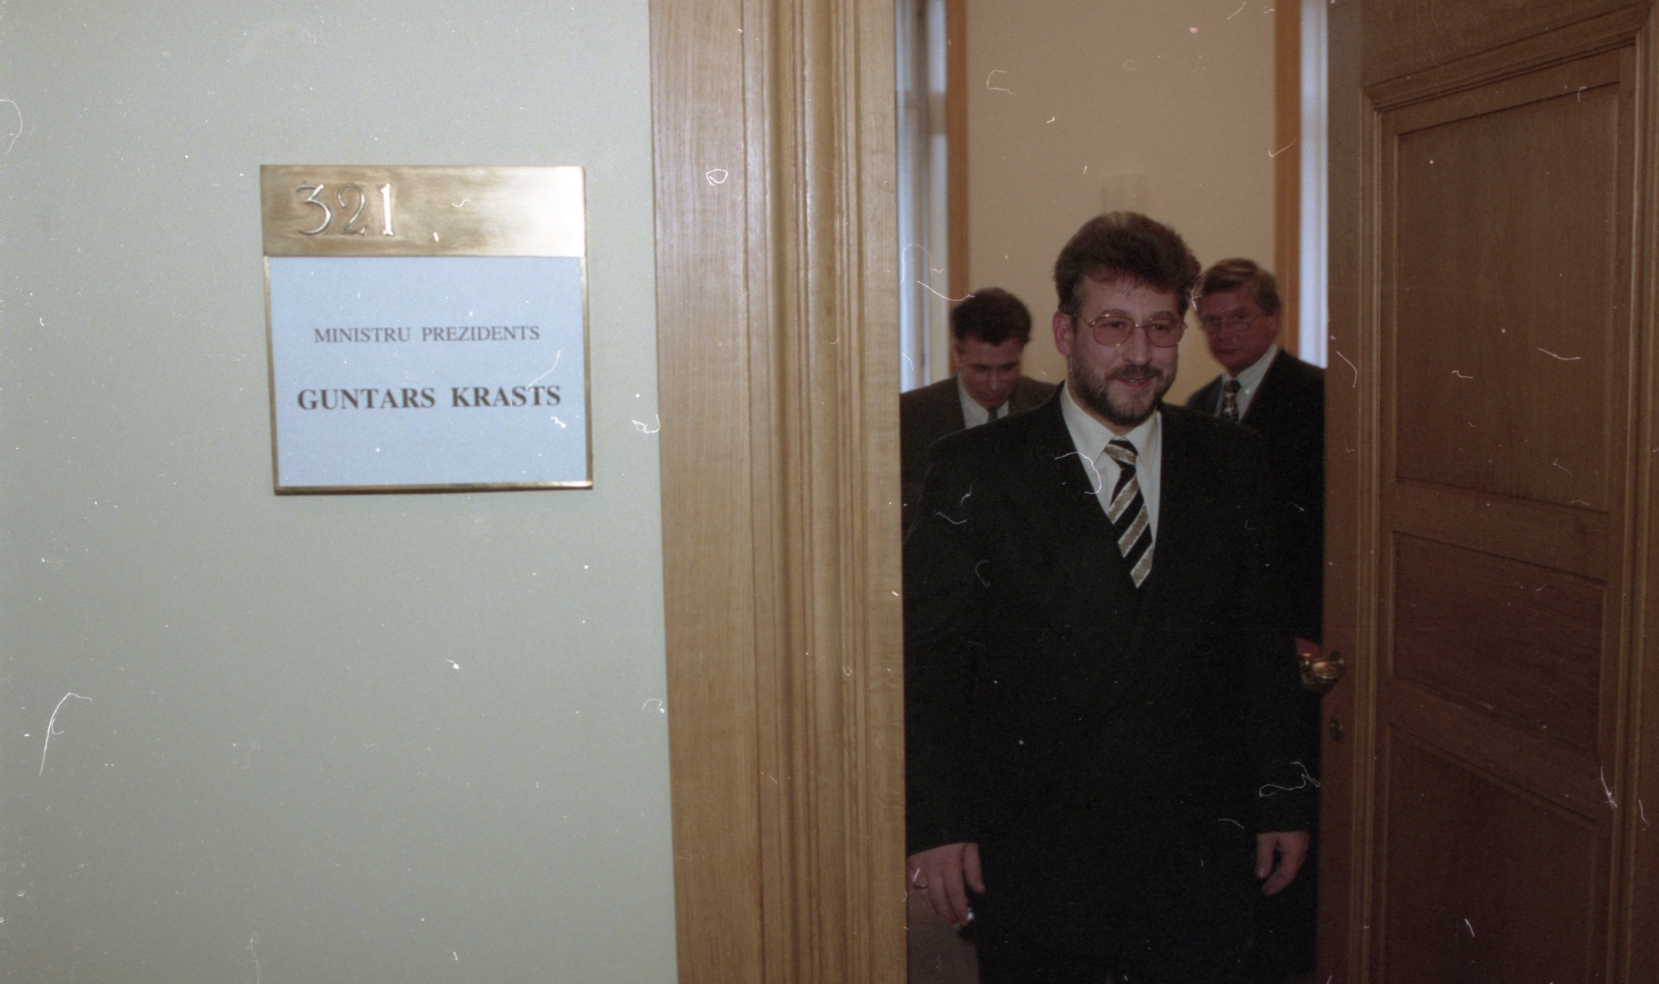 321
MINISTRU PREZIDENTS
GUNTARS KRASTS